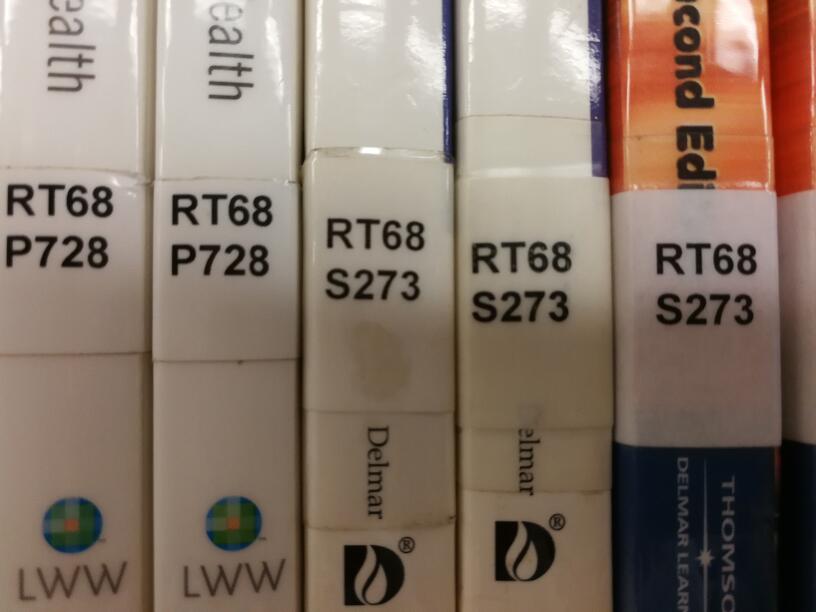 ealth
RT68
P728
LWW
ealth
RT68
P728
LWW
RT68
S273
Delmar
®
RT68
S273
elmar
®
econd Edi
RT68
S273
THOMSO
DELMAR LEARN